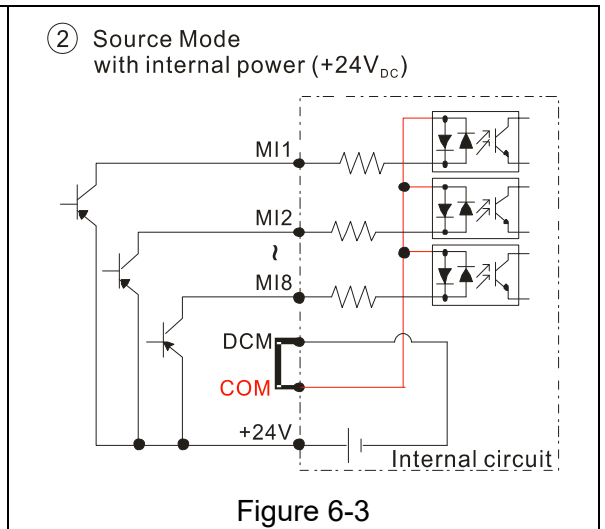 ② Source Mode
with internal power (+24VDC)
MI1
MI2
~
MI8
DCM
COM
+24V
Internal circuit
Figure 6-3